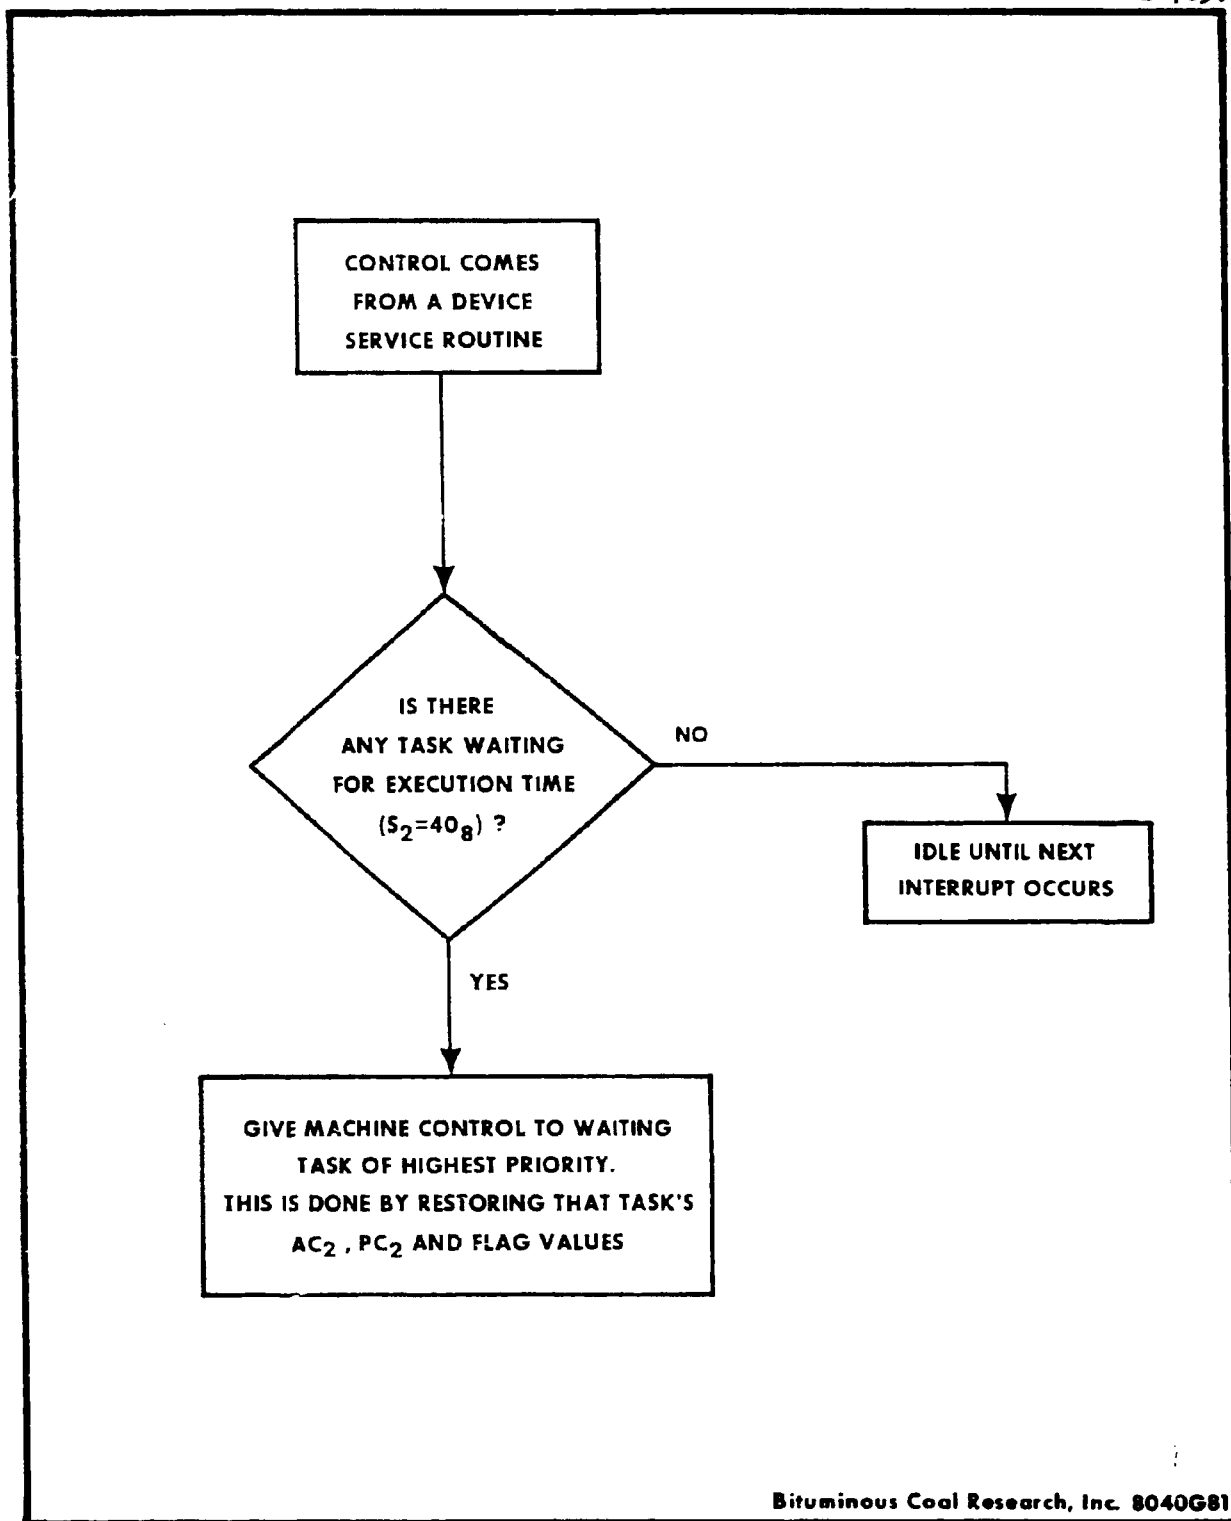 CONTROL COMES
FROM A DEVICE
SERVICE ROUTINE
IS THERE
ANY TASK WAITING
FOR EXECUTION TIME
(S₂=40₈) ?
NO
IDLE UNTIL NEXT
INTERRUPT OCCURS
YES
GIVE MACHINE CONTROL TO WAITING
TASK OF HIGHEST PRIORITY.
THIS IS DONE BY RESTORING THAT TASK'S
AC₂ , PC₂ AND FLAG VALUES
Bituminous Coal Research, Inc. 8040G81